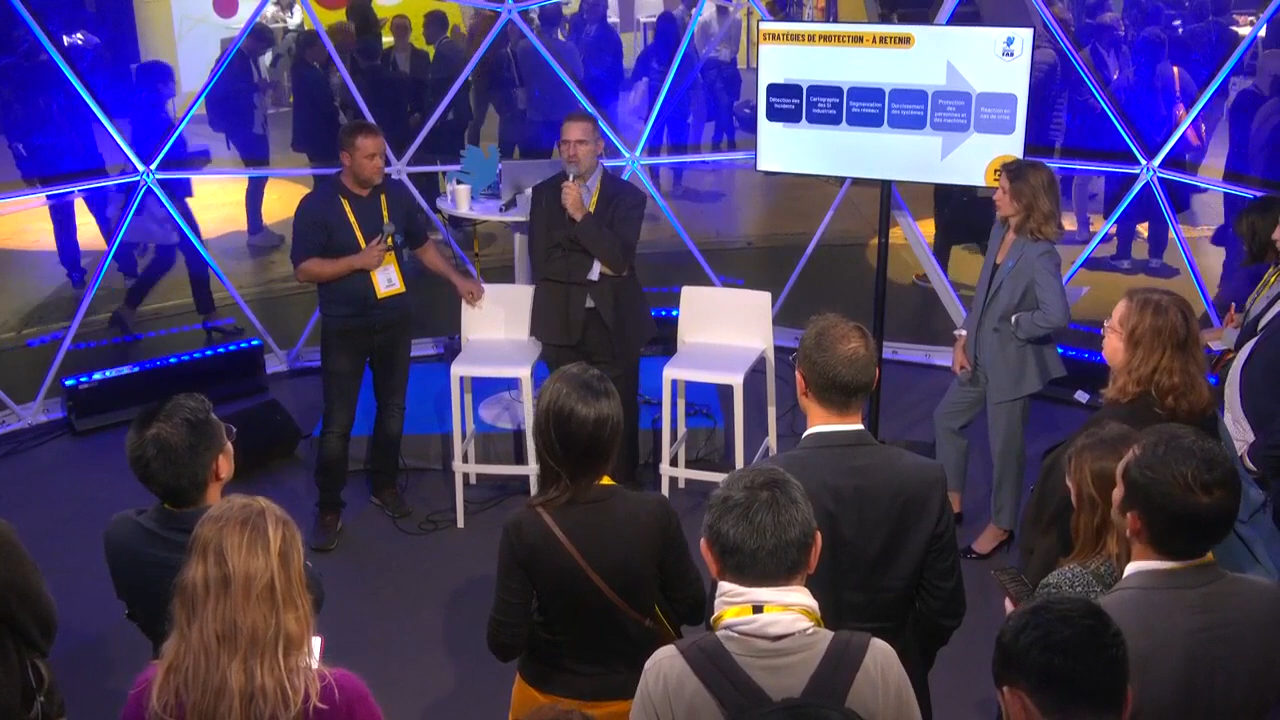 STRATÉGIES DE PROTECTION – À RETENIR
FAB
Détection des
incidents
Cartographie
des SI
industriels
Segmentation
des réseaux
Durcissement
des systèmes
Protection
des
personnes et
des machines
Réaction en
cas de crise